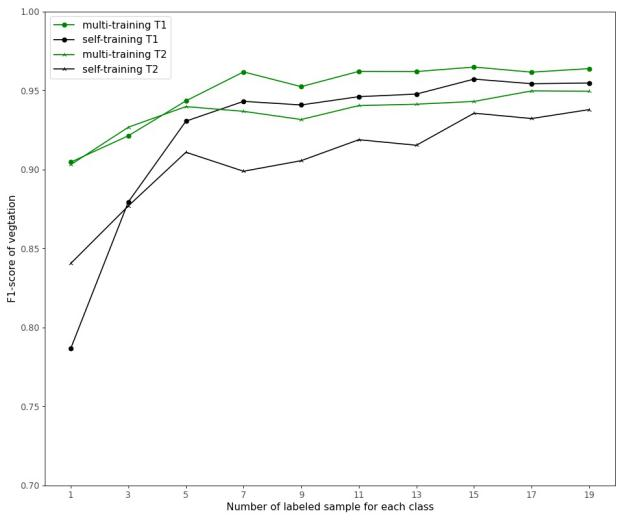 1.00
multi-training T1
self-training T1
multi-training T2
self-training T2
0.95
0.90
0.85
0.80
0.75
0.70
F1-score of vegtation
1 3 5 7 9 11 13 15 17 19
Number of labeled sample for each class